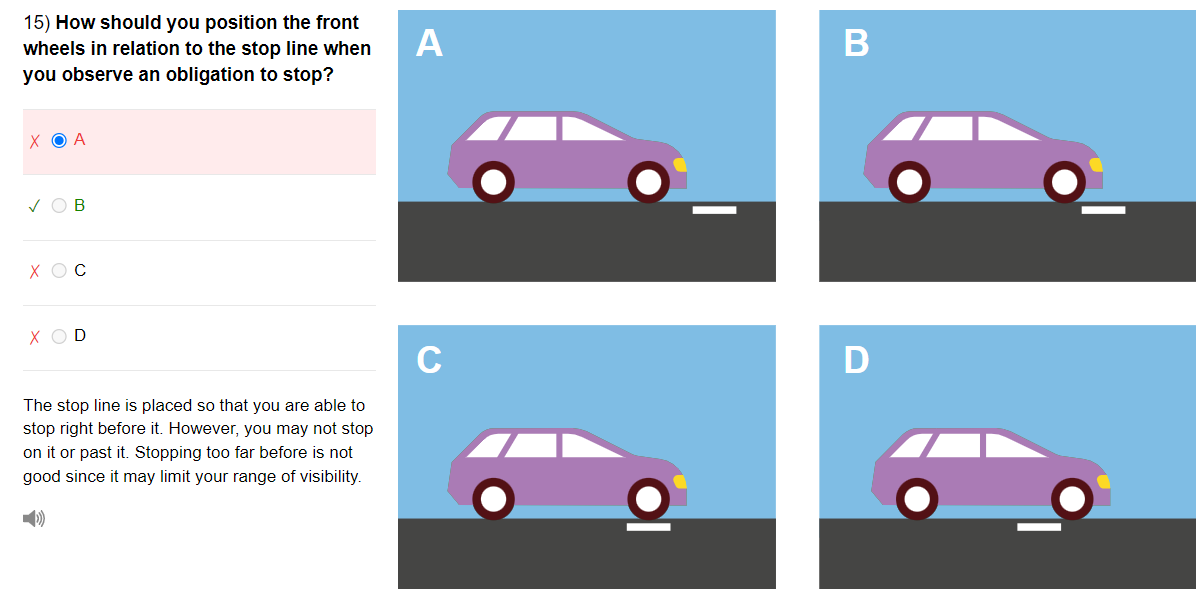 15) How should you position the front
wheels in relation to the stop line when
you observe an obligation to stop?
A
B
C
D
The stop line is placed so that you are able to
stop right before it. However, you may not stop
on it or past it. Stopping too far before is not
good since it may limit your range of visibility.
A
B
C
D